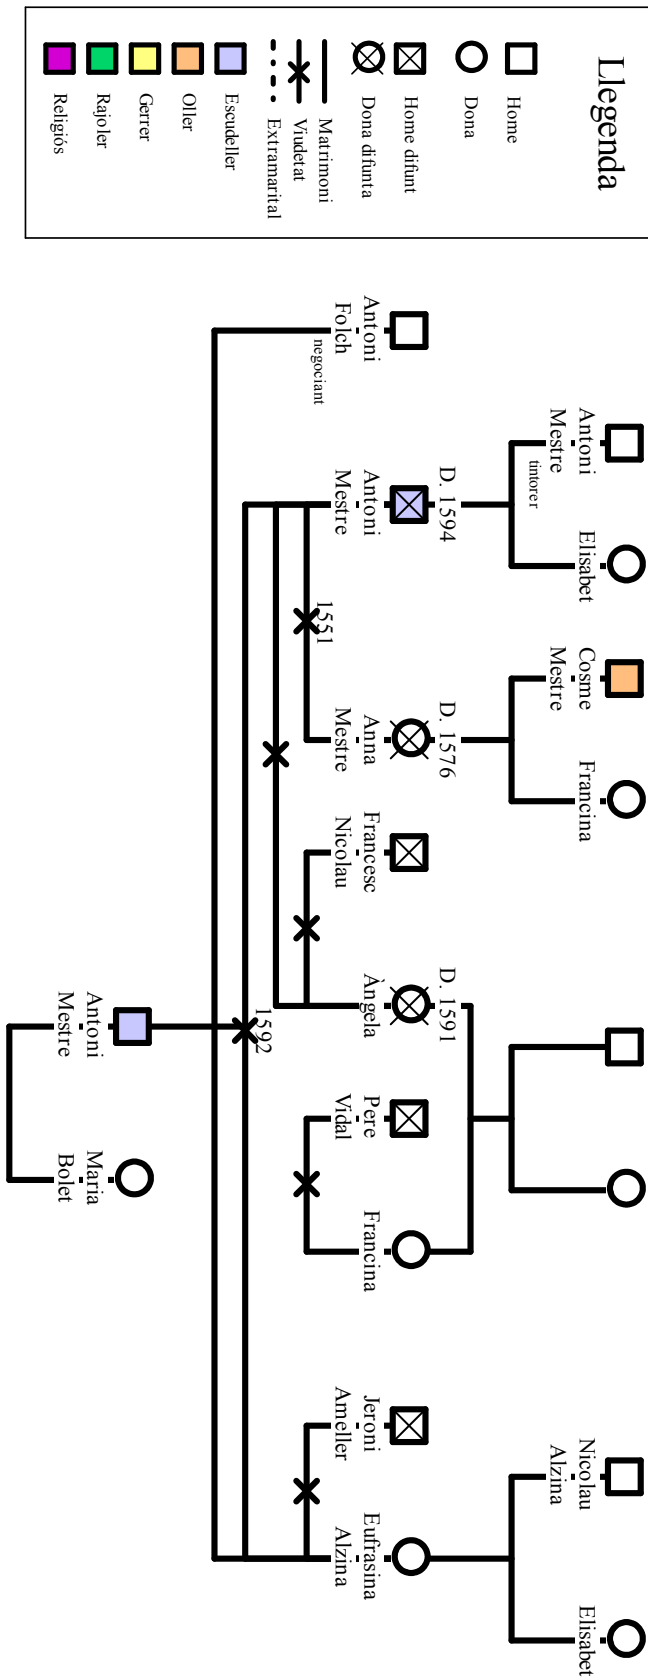 Llegenda
Home
Dona
Home difunt
Dona difunta
Matrimoni
Viudetat
Extramarital
Escudeller
Oller
Gerrer
Rajoler
Religiós
Antoni
Mestre
tintorer
Elisabet
Cosme
Mestre
Francina
Nicolau
Alzina
Elisabet
D. 1594
D. 1576
D. 1591
Antoni
Folch
negociant
Antoni
Mestre
Anna
Mestre
Francesc
Nicolau
Àngela
Pere
Vidal
Francina
Jeroni
Ameller
Eufrasina
Alzina
1551
1592
Antoni
Mestre
Maria
Bolet